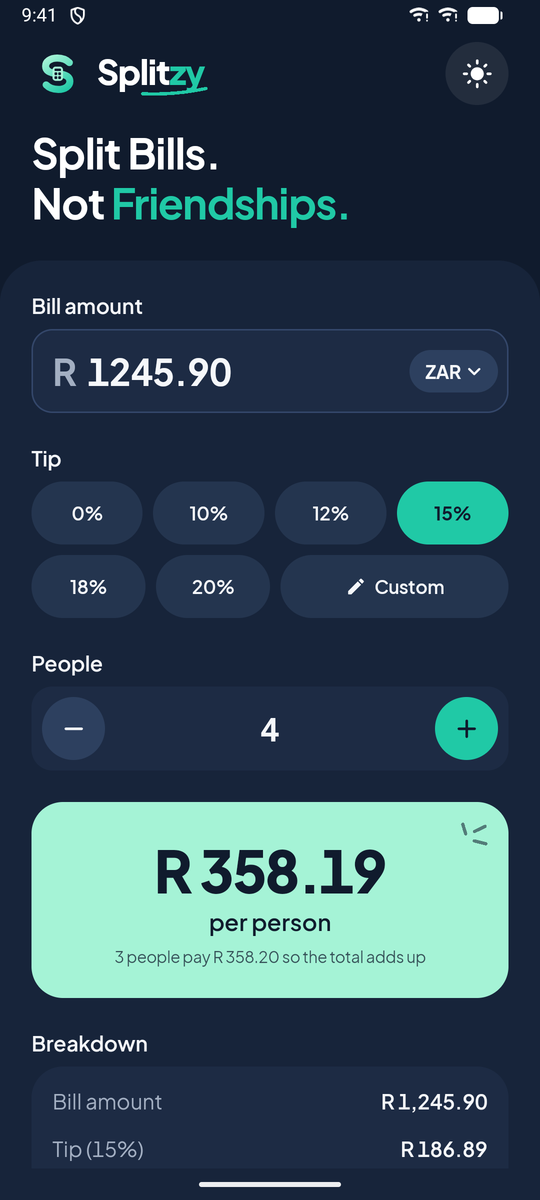 9:41
Splitzy
Split Bills.
Not Friendships.
Bill amount
R 1245.90
ZAR
Tip
0%
10%
12%
15%
18%
20%
Custom
People
4
R 358.19
per person
3 people pay R 358.20 so the total adds up
Breakdown
Bill amount R 1,245.90
Tip (15%) R 186.89